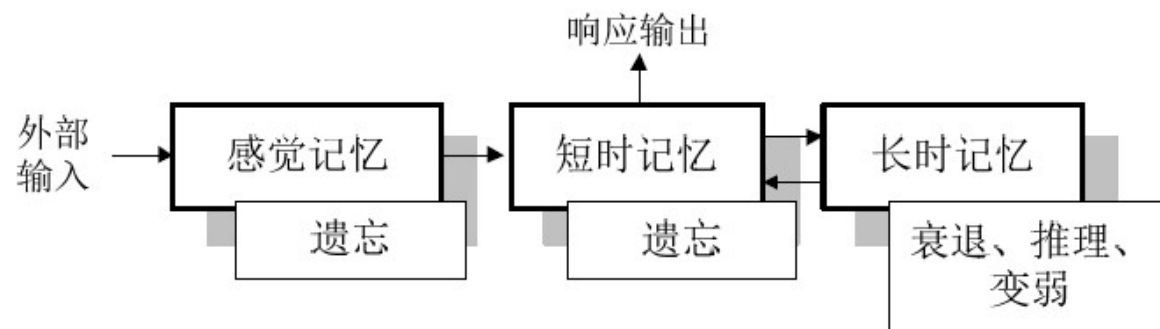 响应输出
外部
输入
感觉记忆
短时记忆
长时记忆
遗忘
遗忘
衰退、推理、
变弱